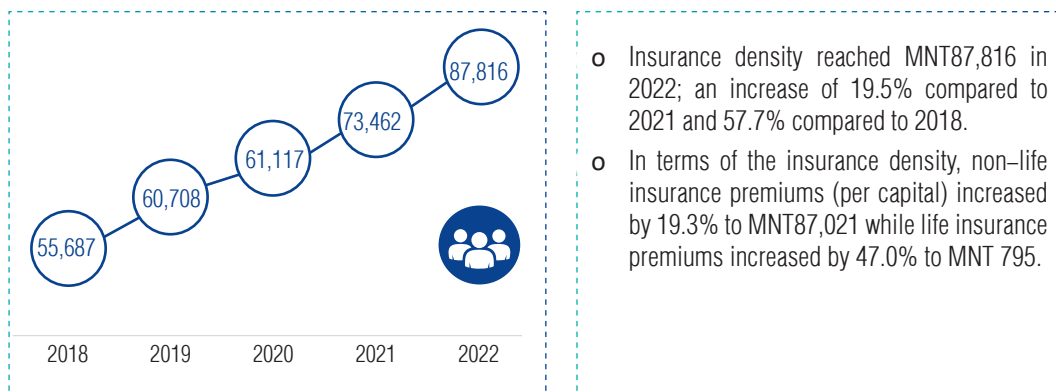 87,816
73,462
61,117
60,708
55,687
2018 2019 2020 2021 2022
o Insurance density reached MNT87,816 in
2022; an increase of 19.5% compared to
2021 and 57.7% compared to 2018.
o In terms of the insurance density, non–life
insurance premiums (per capital) increased
by 19.3% to MNT87,021 while life insurance
premiums increased by 47.0% to MNT 795.